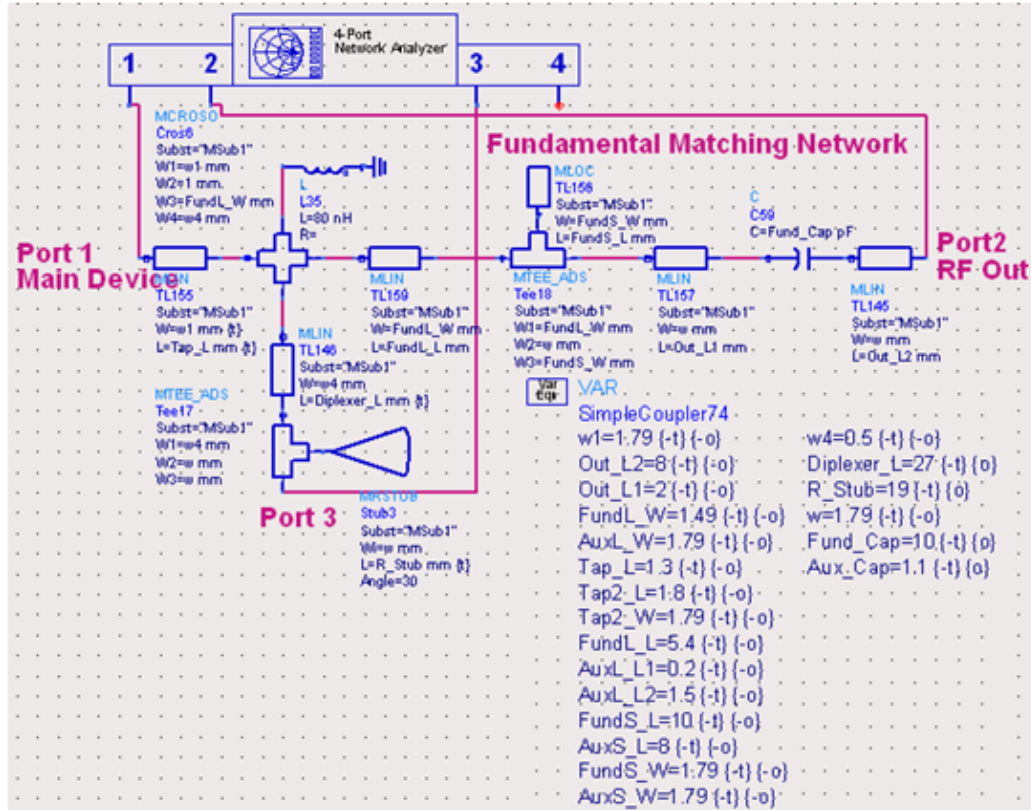 4-Port
Network Analyzer
1
2
3
4
MCROSO
Cros6
Subst="MSub1"
W1=w1 mm
W2=1 mm
W3=FundL_W mm
W4=w4 mm
L
L35
L=80 nH
R=
Fundamental Matching Network
MLOC
TL158
Subst="MSub1"
W=FundS_W mm
L=FundS_L mm
C
C59
C=Fund_Cap pF
Port 1
Main Device
Port2
RF Out
MLIN
TL155
Subst="MSub1"
W=w1 mm {t}
L=Tap_L mm {t}
MLIN
TL159
Subst="MSub1"
W=FundL_W mm
L=FundL_L mm
MTEE_ADS
Tee18
Subst="MSub1"
W1=FundL_W mm
W2=w mm
W3=FundS_W mm
MLIN
TL157
Subst="MSub1"
W=w mm
L=Out_L1 mm
MLIN
TL145
Subst="MSub1"
W=w mm
L=Out_L2 mm
MLIN
TL146
Subst="MSub1"
W=w4 mm
L=Diplexer_L mm {t}
MTEE_ADS
Tee17
Subst="MSub1"
W1=w4 mm
W2=w mm
W3=w mm
Port 3
MRSTUB
Stub3
Subst="MSub1"
Wi=w mm
L=R_Stub mm {t}
Angle=30
Var
Eqn
VAR
SimpleCoupler74
w1=1.79 {-t} {-o}
Out_L2=8 {-t} {-o}
Out_L1=2 {-t} {-o}
FundL_W=1.49 {-t} {-o}
AuxL_W=1.79 {-t} {-o}
Tap_L=1.3 {-t} {-o}
Tap2_L=1.8 {-t} {-o}
Tap2_W=1.79 {-t} {-o}
FundL_L=5.4 {-t} {-o}
AuxL_L1=0.2 {-t} {-o}
AuxL_L2=1.5 {-t} {-o}
FundS_L=10 {-t} {-o}
AuxS_L=8 {-t} {-o}
FundS_W=1.79 {-t} {-o}
AuxS_W=1.79 {-t} {-o}
w4=0.5 {-t} {-o}
Diplexer_L=27 {-t} {o}
R_Stub=19 {-t} {o}
w=1.79 {-t} {-o}
Fund_Cap=10 {-t} {o}
Aux_Cap=1.1 {-t} {o}